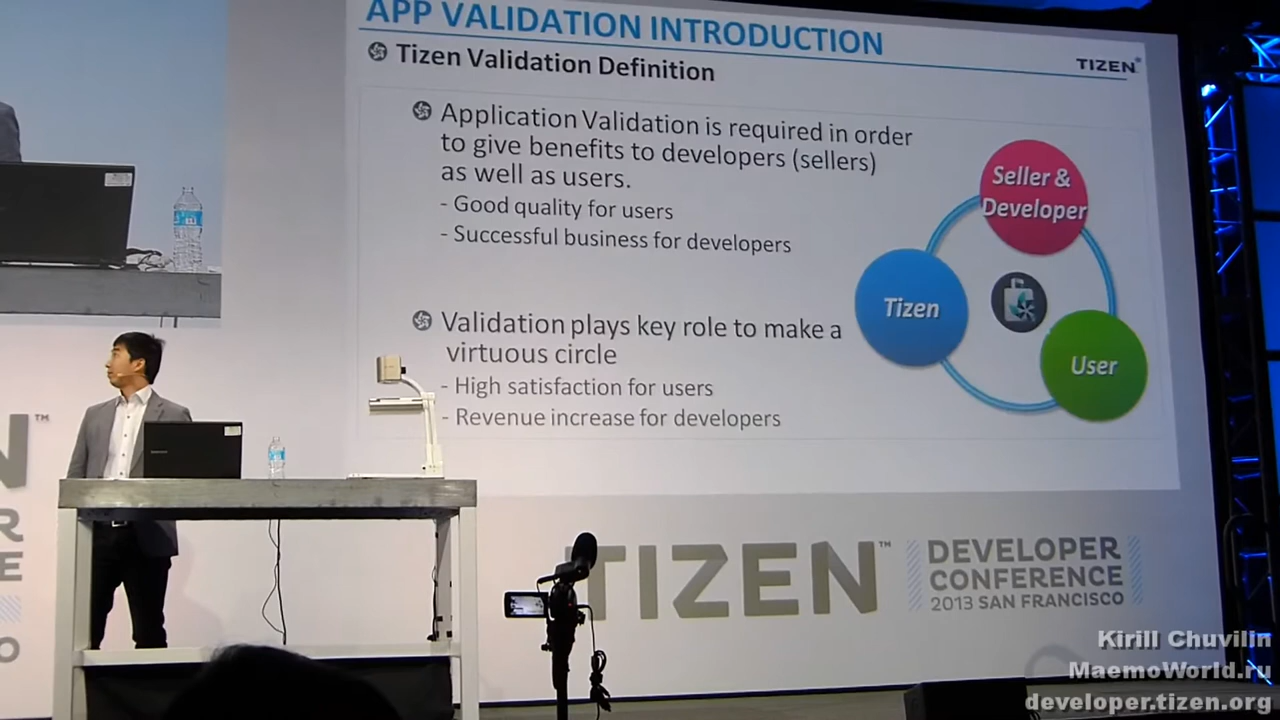 APP VALIDATION INTRODUCTION
TIZEN
Tizen Validation Definition
Application Validation is required in order
to give benefits to developers (sellers)
as well as users.
- Good quality for users
- Successful business for developers
Validation plays key role to make a
virtuous circle
- High satisfaction for users
- Revenue increase for developers
Seller &
Developer
Tizen
User
TIZEN™
DEVELOPER
CONFERENCE
2013 SAN FRANCISCO
N™
R
E
O
Kirill Chuvilin
MaemoWorld.ru
developer.tizen.org